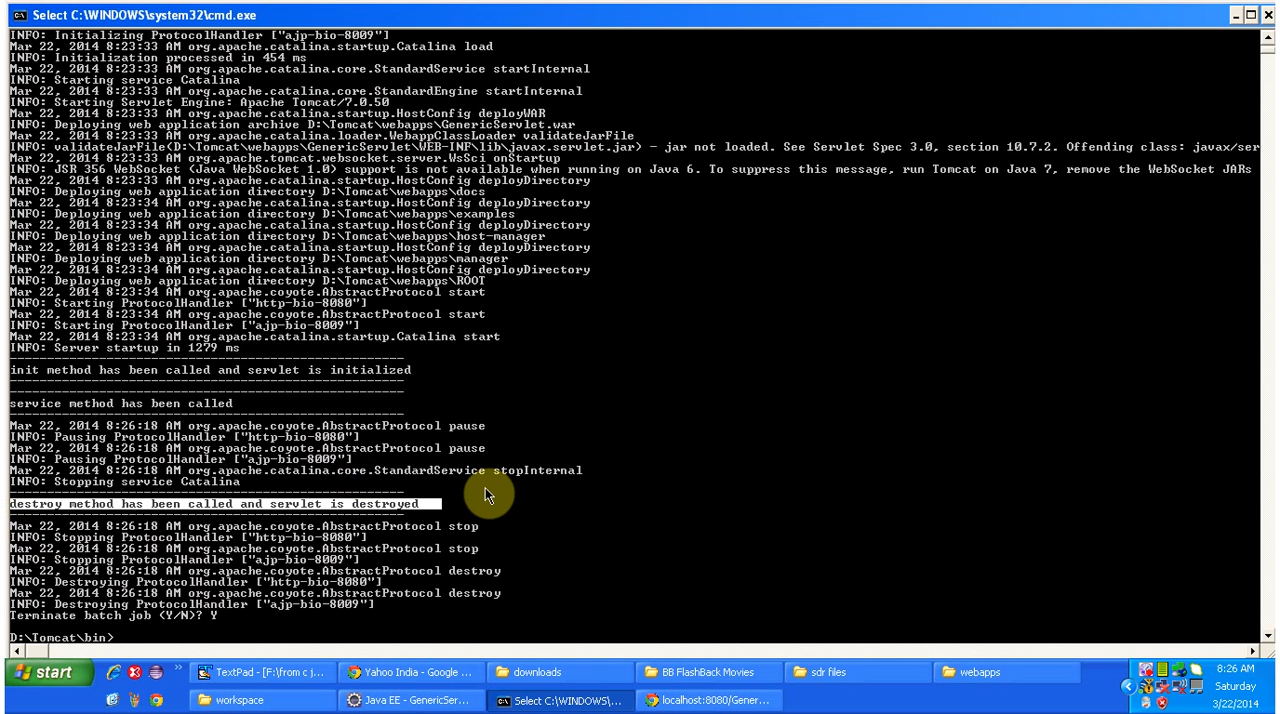 Select C:\WINDOWS\system32\cmd.exe
INFO: Initializing ProtocolHandler ["ajp-bio-8009"]
Mar 22, 2014 8:23:33 AM org.apache.catalina.startup.Catalina load
INFO: Initialization processed in 454 ms
Mar 22, 2014 8:23:33 AM org.apache.catalina.core.StandardService startInternal
INFO: Starting service Catalina
Mar 22, 2014 8:23:33 AM org.apache.catalina.core.StandardEngine startInternal
INFO: Starting Servlet Engine: Apache Tomcat/7.0.50
Mar 22, 2014 8:23:33 AM org.apache.catalina.startup.HostConfig deployWAR
INFO: Deploying web application archive D:\Tomcat\webapps\GenericServlet.war
Mar 22, 2014 8:23:33 AM org.apache.catalina.loader.WebappClassLoader validateJarFile
INFO: validateJarFile(D:\Tomcat\webapps\GenericServlet\WEB-INF\lib\javax.servlet.jar) - jar not loaded. See Servlet Spec 3.0, section 10.7.2. Offending class: javax/ser
Mar 22, 2014 8:23:33 AM org.apache.tomcat.websocket.server.WsSci onStartup
INFO: JSR 356 WebSocket (Java WebSocket 1.0) support is not available when running on Java 6. To suppress this message, run Tomcat on Java 7, remove the WebSocket JARs
Mar 22, 2014 8:23:33 AM org.apache.catalina.startup.HostConfig deployDirectory
INFO: Deploying web application directory D:\Tomcat\webapps\docs
Mar 22, 2014 8:23:34 AM org.apache.catalina.startup.HostConfig deployDirectory
INFO: Deploying web application directory D:\Tomcat\webapps\examples
Mar 22, 2014 8:23:34 AM org.apache.catalina.startup.HostConfig deployDirectory
INFO: Deploying web application directory D:\Tomcat\webapps\host-manager
Mar 22, 2014 8:23:34 AM org.apache.catalina.startup.HostConfig deployDirectory
INFO: Deploying web application directory D:\Tomcat\webapps\manager
Mar 22, 2014 8:23:34 AM org.apache.catalina.startup.HostConfig deployDirectory
INFO: Deploying web application directory D:\Tomcat\webapps\ROOT
Mar 22, 2014 8:23:34 AM org.apache.coyote.AbstractProtocol start
INFO: Starting ProtocolHandler ["http-bio-8080"]
Mar 22, 2014 8:23:34 AM org.apache.coyote.AbstractProtocol start
INFO: Starting ProtocolHandler ["ajp-bio-8009"]
Mar 22, 2014 8:23:34 AM org.apache.catalina.startup.Catalina start
INFO: Server startup in 1279 ms
-----------------------------------------------------
init method has been called and servlet is initialized
-----------------------------------------------------
-----------------------------------------------------
service method has been called
-----------------------------------------------------
Mar 22, 2014 8:26:18 AM org.apache.coyote.AbstractProtocol pause
INFO: Pausing ProtocolHandler ["http-bio-8080"]
Mar 22, 2014 8:26:18 AM org.apache.coyote.AbstractProtocol pause
INFO: Pausing ProtocolHandler ["ajp-bio-8009"]
Mar 22, 2014 8:26:18 AM org.apache.catalina.core.StandardService stopInternal
INFO: Stopping service Catalina
-----------------------------------------------------
destroy method has been called and servlet is destroyed
-----------------------------------------------------
Mar 22, 2014 8:26:18 AM org.apache.coyote.AbstractProtocol stop
INFO: Stopping ProtocolHandler ["http-bio-8080"]
Mar 22, 2014 8:26:18 AM org.apache.coyote.AbstractProtocol stop
INFO: Stopping ProtocolHandler ["ajp-bio-8009"]
Mar 22, 2014 8:26:18 AM org.apache.coyote.AbstractProtocol destroy
INFO: Destroying ProtocolHandler ["http-bio-8080"]
Mar 22, 2014 8:26:18 AM org.apache.coyote.AbstractProtocol destroy
INFO: Destroying ProtocolHandler ["ajp-bio-8009"]
Terminate batch job (Y/N)? Y
D:\Tomcat\bin>
start
TextPad - [F:\from c j...
Yahoo India - Google ...
downloads
BB FlashBack Movies
sdr files
webapps
8:26 AM
Saturday
3/22/2014
workspace
Java EE - GenericSer...
Select C:\WINDOWS\...
localhost:8080/Gener...